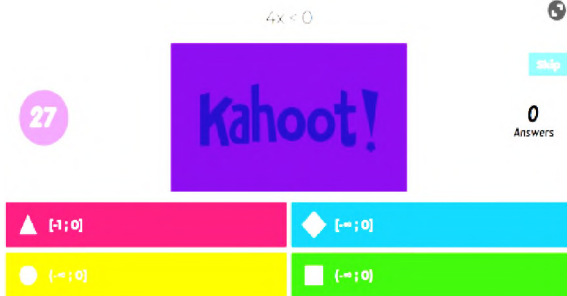 4x < 0
Skip
27
Kahoot!
0
Answers
[-1 ; 0]
[-∞ ; 0]
(-∞ ; 0]
(-∞ ; 0)